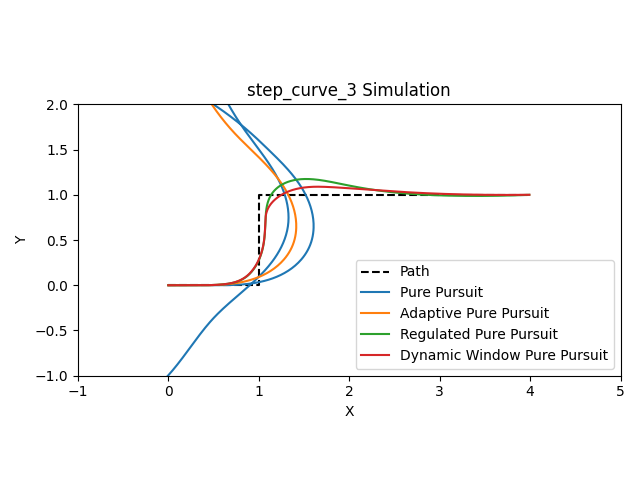 step_curve_3 Simulation
2.0
1.5
1.0
0.5
0.0
−0.5
−1.0
Y
Path
Pure Pursuit
Adaptive Pure Pursuit
Regulated Pure Pursuit
Dynamic Window Pure Pursuit
−1 0 1 2 3 4 5
X